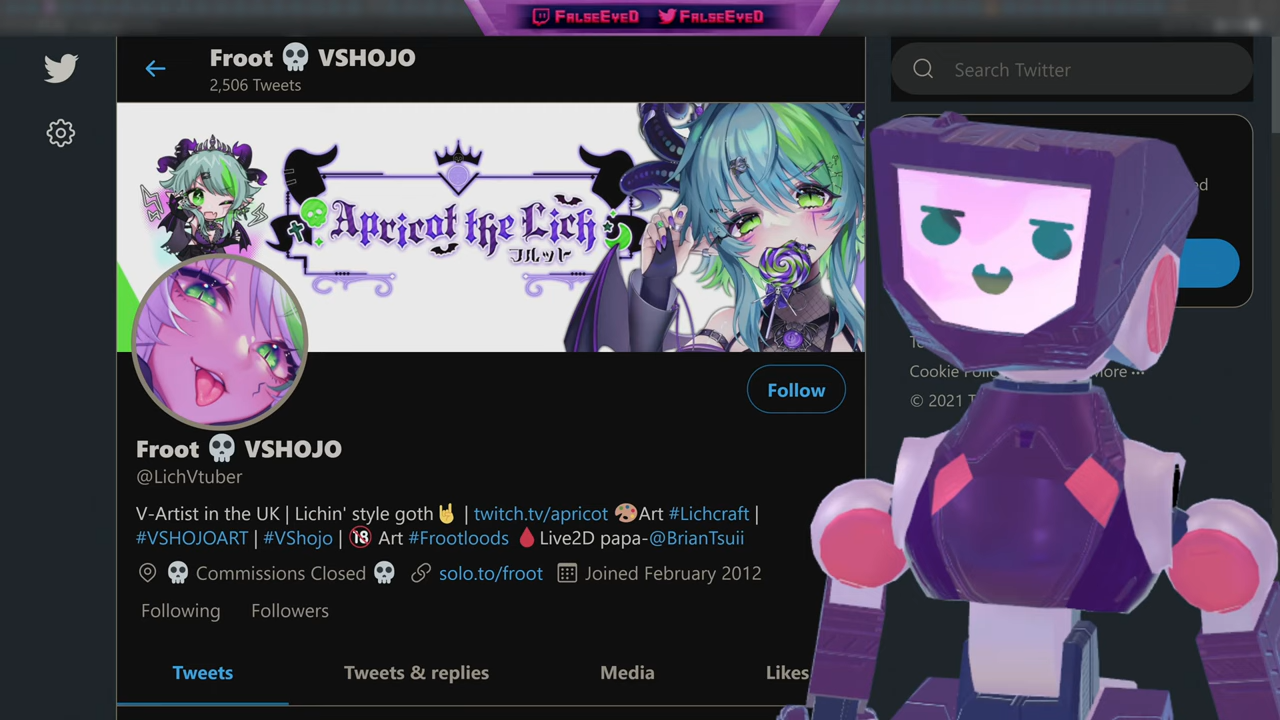 FalseEyeD FalseEyeD
Froot 💀 VSHOJO
2,506 Tweets
Search Twitter
Apricot the Lich
フルット
Follow
Froot 💀 VSHOJO
@LichVtuber
V-Artist in the UK | Lichin' style goth🤘 | twitch.tv/apricot 🎨Art #Lichcraft |
#VSHOJOART | #VShojo | 🔞 Art #Frootloods 🩸Live2D papa-@BrianTsuii
💀 Commissions Closed 💀 solo.to/froot Joined February 2012
Following Followers
Tweets Tweets & replies Media Likes
Cookie
More ···
© 2021